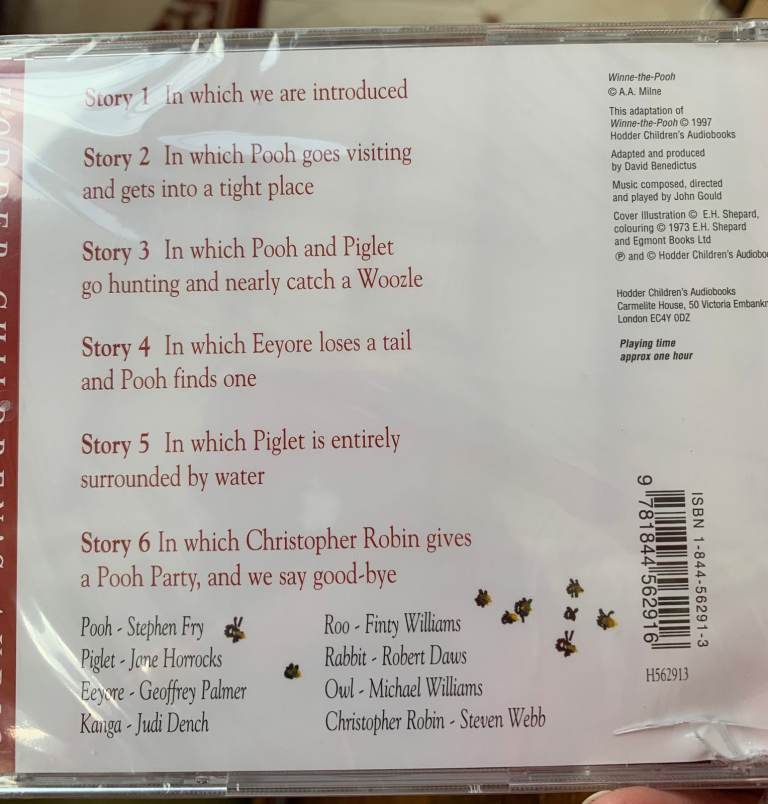 Story 1 In which we are introduced
Story 2 In which Pooh goes visiting
and gets into a tight place
Story 3 In which Pooh and Piglet
go hunting and nearly catch a Woozle
Story 4 In which Eeyore loses a tail
and Pooh finds one
Story 5 In which Piglet is entirely
surrounded by water
Story 6 In which Christopher Robin gives
a Pooh Party, and we say good-bye
Pooh - Stephen Fry
Piglet - Jane Horrocks
Eeyore - Geoffrey Palmer
Kanga - Judi Dench
Roo - Finty Williams
Rabbit - Robert Daws
Owl - Michael Williams
Christopher Robin - Steven Webb
Winne-the-Pooh
© A.A. Milne
This adaptation of
Winne-the-Pooh © 1997
Hodder Children's Audiobooks
Adapted and produced
by David Benedictus
Music composed, directed
and played by John Gould
Cover Illustration © E.H. Shepard,
colouring © 1973 E.H. Shepard
and Egmont Books Ltd
℗ and © Hodder Children's
Hodder Children's Audiobooks
Carmelite House, 50 Victoria
London EC4Y 0DZ
Playing time
approx one hour
ISBN 1-844-56291-3
9 781844 562916
H562913